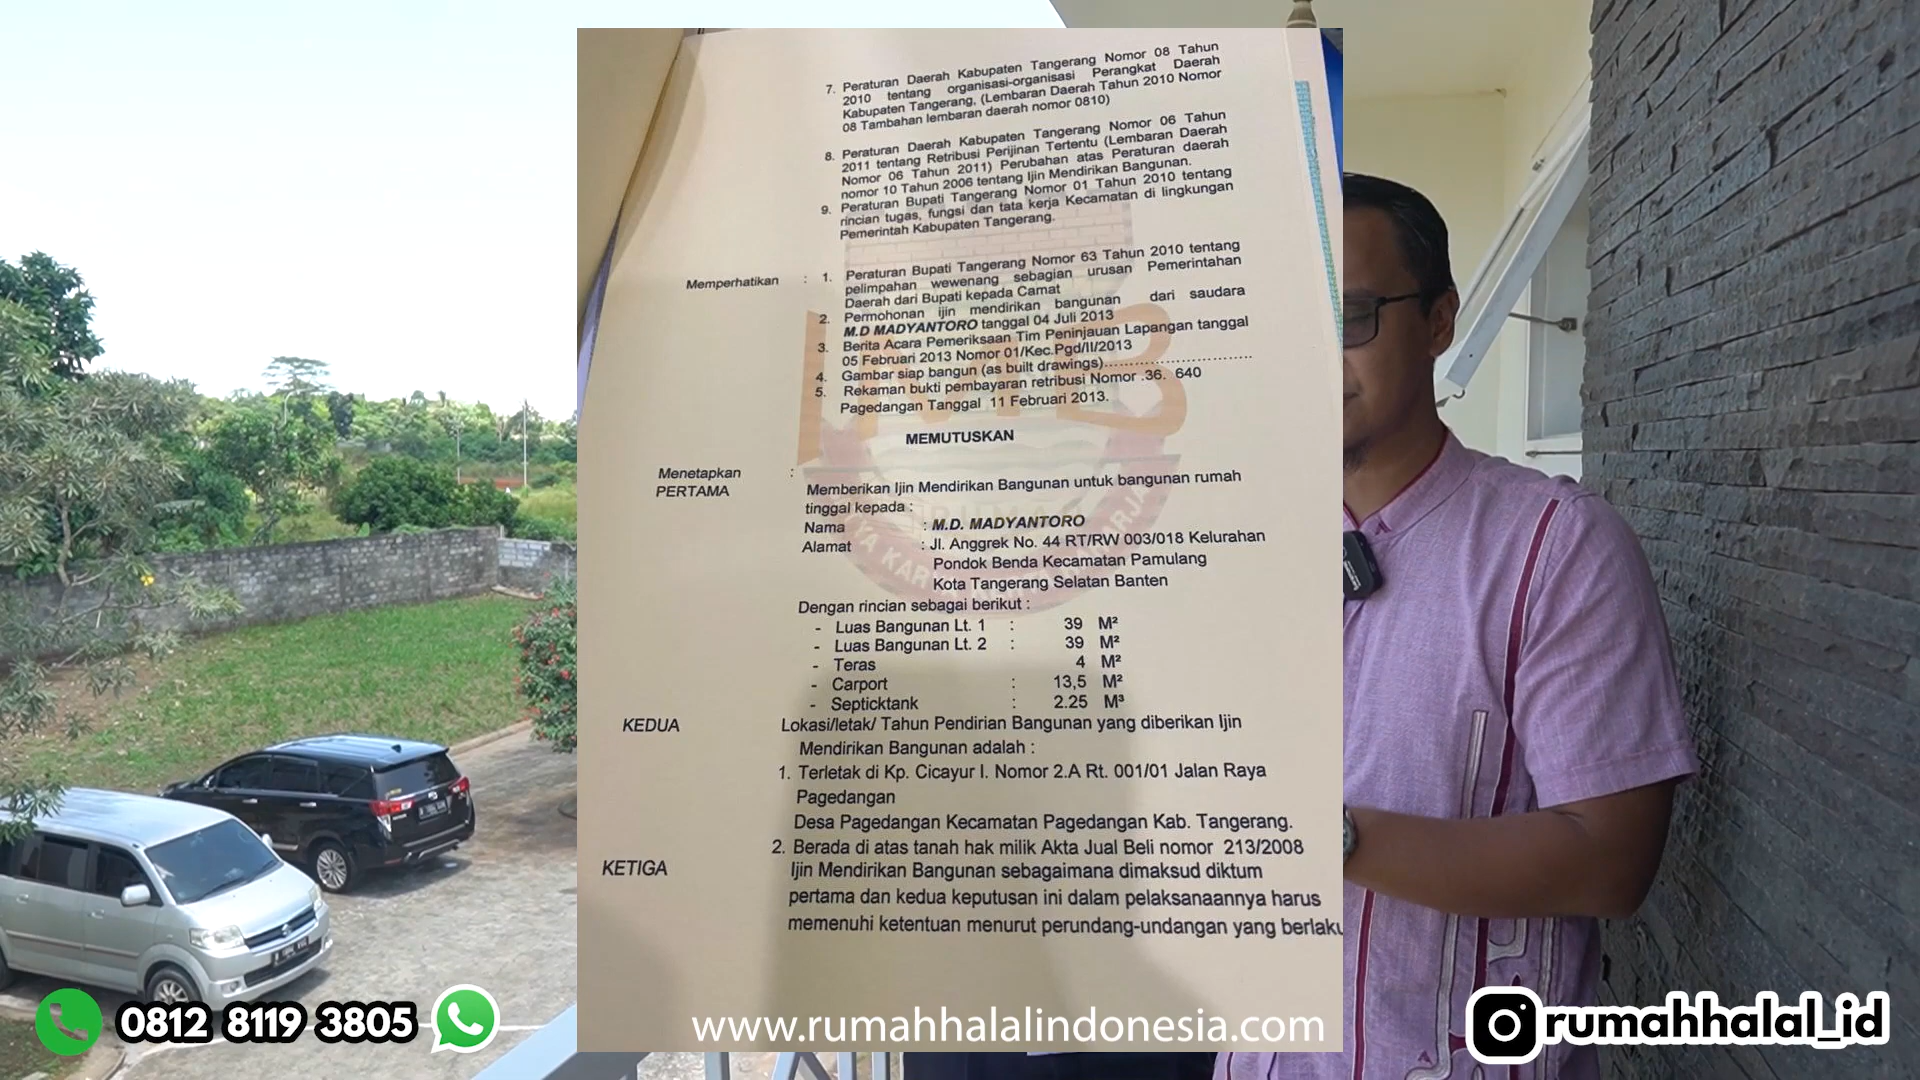 7. Peraturan Daerah Kabupaten Tangerang Nomor 08 Tahun
2010 tentang organisasi-organisasi Perangkat Daerah
Kabupaten Tangerang, (Lembaran Daerah Tahun 2010 Nomor
08 Tambahan lembaran daerah nomor 0810)
8. Peraturan Daerah Kabupaten Tangerang Nomor 06 Tahun
2011 tentang Retribusi Perijinan Tertentu (Lembaran Daerah
Nomor 06 Tahun 2011) Perubahan atas Peraturan daerah
nomor 10 Tahun 2006 tentang Ijin Mendirikan Bangunan.
9. Peraturan Bupati Tangerang Nomor 01 Tahun 2010 tentang
rincian tugas, fungsi dan tata kerja Kecamatan di lingkungan
Pemerintah Kabupaten Tangerang.
Memperhatikan : 1. Peraturan Bupati Tangerang Nomor 63 Tahun 2010 tentang
pelimpahan wewenang sebagian urusan Pemerintahan
Daerah dari Bupati kepada Camat
2. Permohonan ijin mendirikan bangunan dari saudara
M.D MADYANTORO tanggal 04 Juli 2013
3. Berita Acara Pemeriksaan Tim Peninjauan Lapangan tanggal
05 Februari 2013 Nomor 01/Kec.Pgd/II/2013
4. Gambar siap bangun (as built drawings)............................
5. Rekaman bukti pembayaran retribusi Nomor .36. 640
Pagedangan Tanggal 11 Februari 2013.
MEMUTUSKAN
Menetapkan :
PERTAMA Memberikan Ijin Mendirikan Bangunan untuk bangunan rumah
tinggal kepada :
Nama : M.D. MADYANTORO
Alamat : Jl. Anggrek No. 44 RT/RW 003/018 Kelurahan
Pondok Benda Kecamatan Pamulang
Kota Tangerang Selatan Banten
Dengan rincian sebagai berikut :
- Luas Bangunan Lt. 1 : 39 M²
- Luas Bangunan Lt. 2 : 39 M²
- Teras 4 M²
- Carport : 13,5 M²
- Septicktank : 2.25 M³
KEDUA Lokasi/letak/ Tahun Pendirian Bangunan yang diberikan Ijin
Mendirikan Bangunan adalah :
1. Terletak di Kp. Cicayur I. Nomor 2.A Rt. 001/01 Jalan Raya
Pagedangan
Desa Pagedangan Kecamatan Pagedangan Kab. Tangerang.
2. Berada di atas tanah hak milik Akta Jual Beli nomor 213/2008
KETIGA Ijin Mendirikan Bangunan sebagaimana dimaksud diktum
pertama dan kedua keputusan ini dalam pelaksanaannya harus
memenuhi ketentuan menurut perundang-undangan yang berlaku
IMB
0812 8119 3805
www.rumahhalalindonesia.com
rumahhalal_id